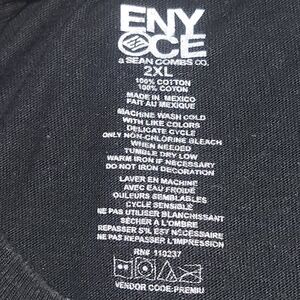 ENY
CE
a SEAN COMBS CO.
2XL
100% COTTON
100% COTON
MADE IN MEXICO
FAIT AU MEXIQUE
MACHINE WASH COLD
WITH LIKE COLORS
DELICATE CYCLE
ONLY NON-CHLORINE BLEACH
WHEN NEEDED
TUMBLE DRY LOW
WARM IRON IF NECESSARY
DO NOT IRON DECORATION
LAVER EN MACHINE
AVEC EAU FROIDE
OULEURS SEMBLABLES
CYCLE SENSIBLE
NE PAS UTILISER BLANCHISSANT
SÉCHER À L'OMBRE
REPASSER S'IL EST NÉCESSAIRE
NE PAS REPASSER L'IMPRESSION
RN# 110237
VENDOR CODE:PREMIU